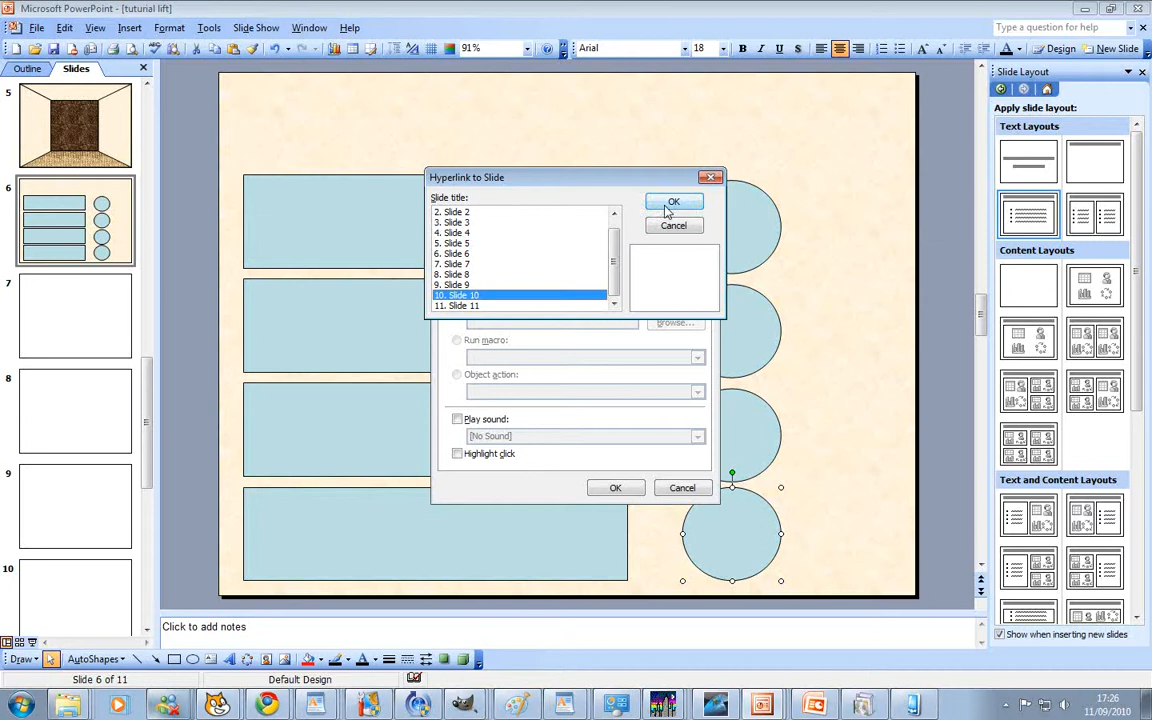 Microsoft PowerPoint - [tuturial lift]
File Edit View Insert Format Tools Slide Show Window Help
Type a question for help
91%
Arial
18
B I U S
Design
New Slide
Outline
Slides
5
6
7
8
9
10
Hyperlink to Slide
Slide title:
2. Slide 2
3. Slide 3
4. Slide 4
5. Slide 5
6. Slide 6
7. Slide 7
8. Slide 8
9. Slide 9
10. Slide 10
11. Slide 11
OK
Cancel
Browse...
Run macro:
Object action:
Play sound:
[No Sound]
Highlight click
OK
Cancel
Slide Layout
Apply slide layout:
Text Layouts
Content Layouts
Text and Content Layouts
Show when inserting new slides
Click to add notes
Draw
AutoShapes
Slide 6 of 11
Default Design
17:26
11/09/2010